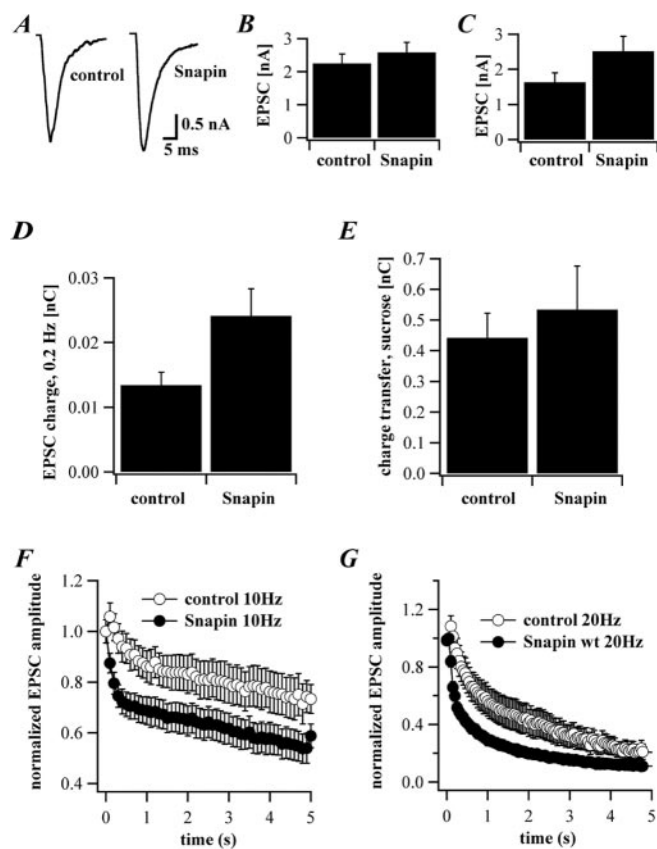 A
control
Snapin
0.5 nA
5 ms
B
EPSC [nA]
3
2
1
0
control
Snapin
C
EPSC [nA]
3
2
1
0
control
Snapin
D
EPSC charge, 0.2 Hz [nC]
0.03
0.02
0.01
0.00
control
Snapin
E
charge transfer, sucrose [nC]
0.7
0.6
0.5
0.4
0.3
0.2
0.1
0.0
control
Snapin
F
normalized EPSC amplitude
1.2
1.0
0.8
0.6
0.4
control 10Hz
Snapin 10Hz
0 1 2 3 4 5
time (s)
G
normalized EPSC amplitude
1.2
0.8
0.4
0.0
control 20Hz
Snapin wt 20Hz
0 1 2 3 4 5
time (s)